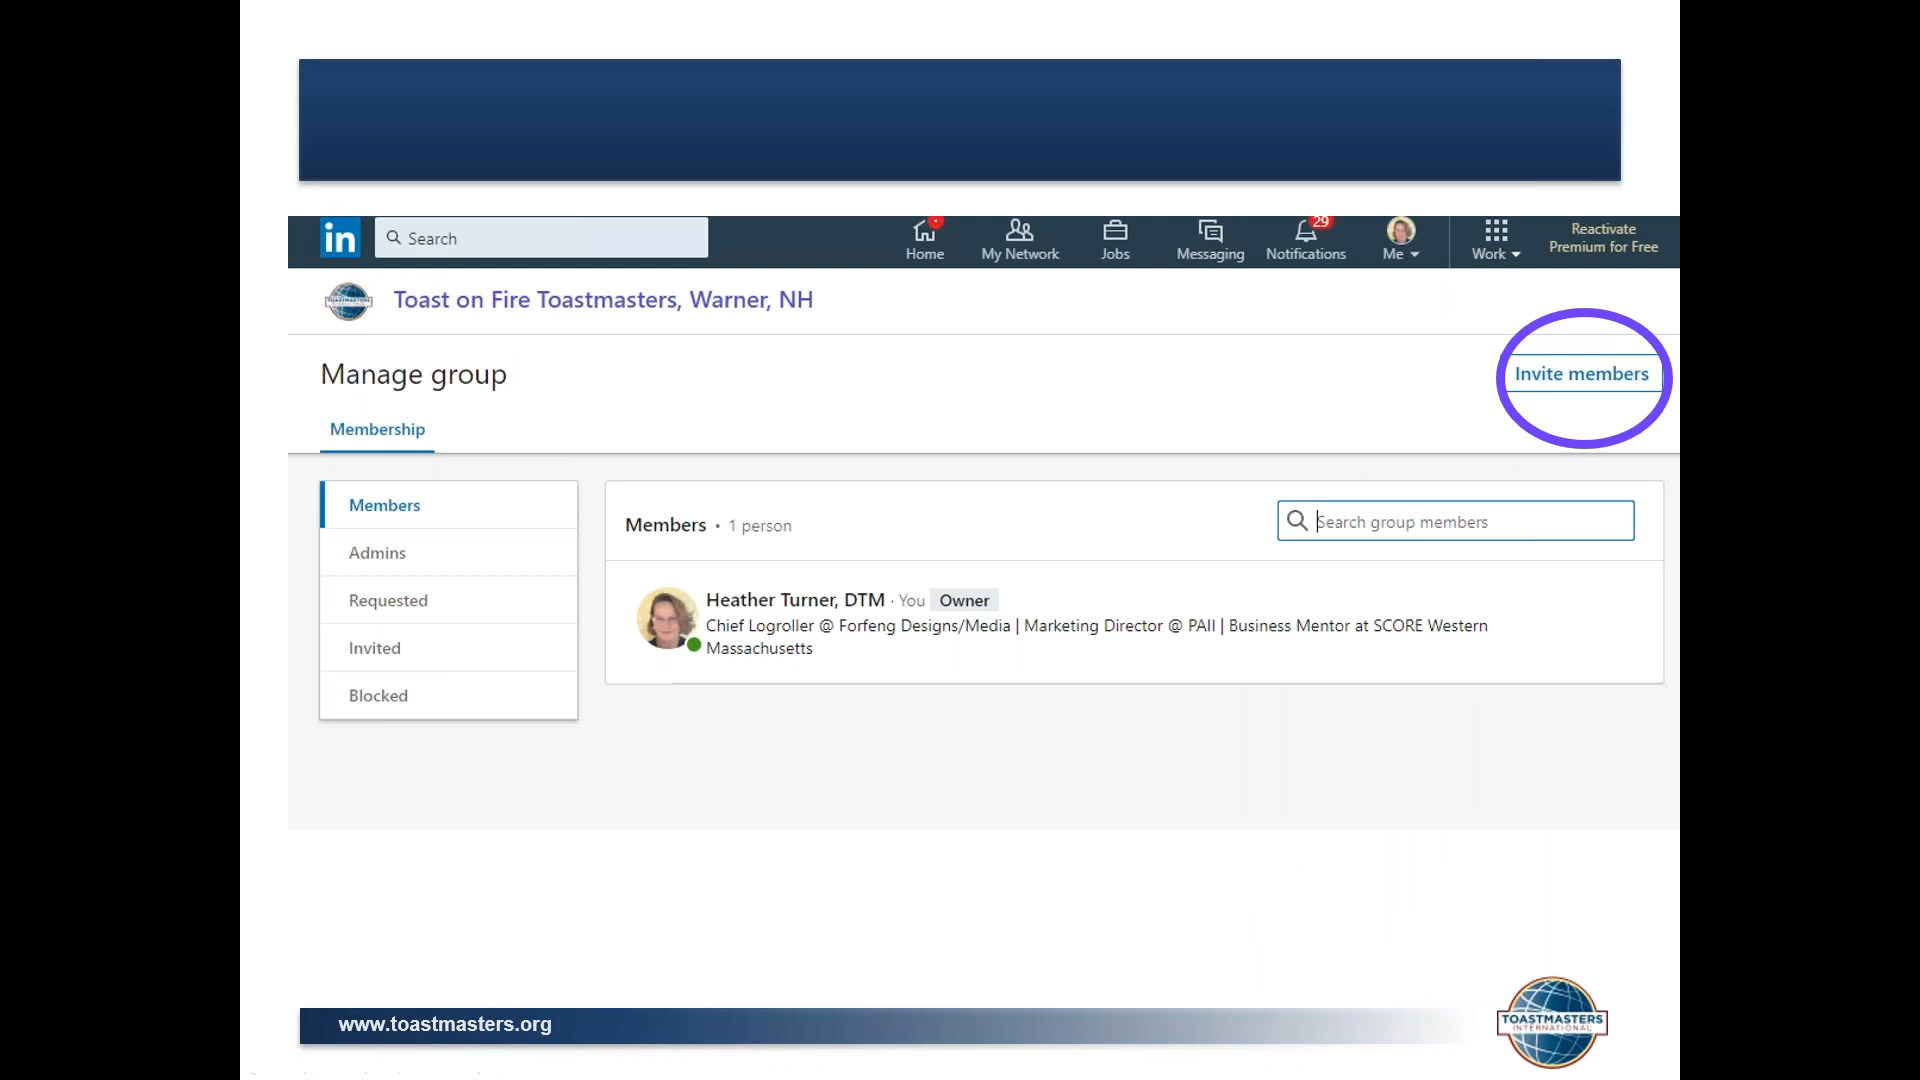 in
Search
Home
My Network
Jobs
Messaging
29
Notifications
Me
Work
Reactivate
Premium for Free
Toast on Fire Toastmasters, Warner, NH
Manage group
Invite members
Membership
Members
Admins
Requested
Invited
Blocked
Members • 1 person
Search group members
Heather Turner, DTM · You Owner
Chief Logroller @ Forfeng Designs/Media | Marketing Director @ PAII | Business Mentor at SCORE Western
Massachusetts
www.toastmasters.org
TOASTMASTERS
INTERNATIONAL